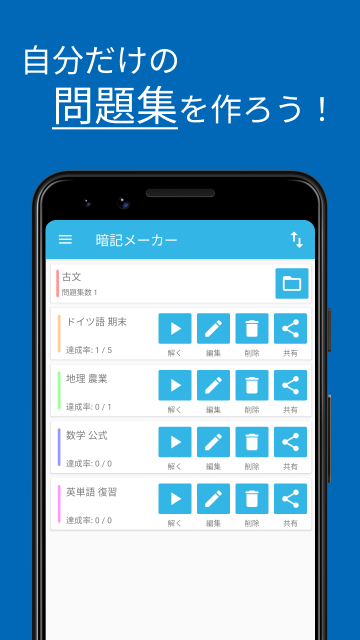 自分だけの
問題集を作ろう！
暗記メーカー
古文
問題集数 1
ドイツ語 期末
達成率: 1 / 5
解く 編集 削除 共有
地理 農業
達成率: 0 / 1
解く 編集 削除 共有
数学 公式
達成率: 0 / 0
解く 編集 削除 共有
英単語 復習
達成率: 0 / 0
解く 編集 削除 共有